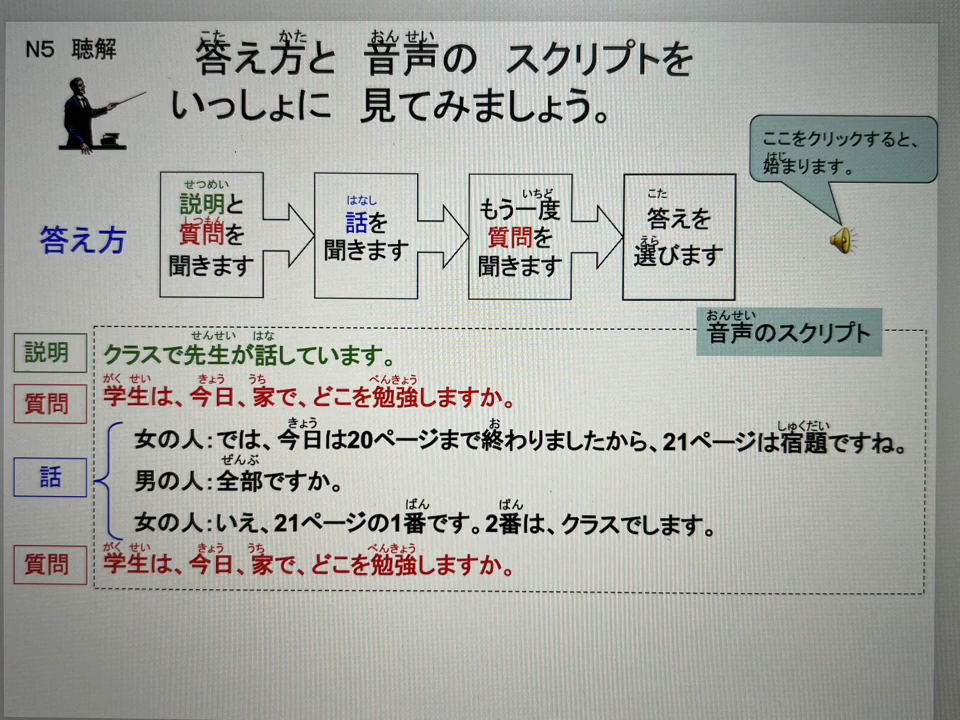 N5 聴解
答え方と 音声の スクリプトを
いっしょに 見てみましょう。
ここをクリックすると、
始まります。
答え方
説明と
質問を
聞きます
話を
聞きます
もう一度
質問を
聞きます
答えを
選びます
音声のスクリプト
説明
クラスで先生が話しています。
質問
学生は、今日、家で、どこを勉強しますか。
話
女の人：では、今日は20ページまで終わりましたから、21ページは宿題ですね。
男の人：全部ですか。
女の人：いえ、21ページの1番です。2番は、クラスでします。
質問
学生は、今日、家で、どこを勉強しますか。